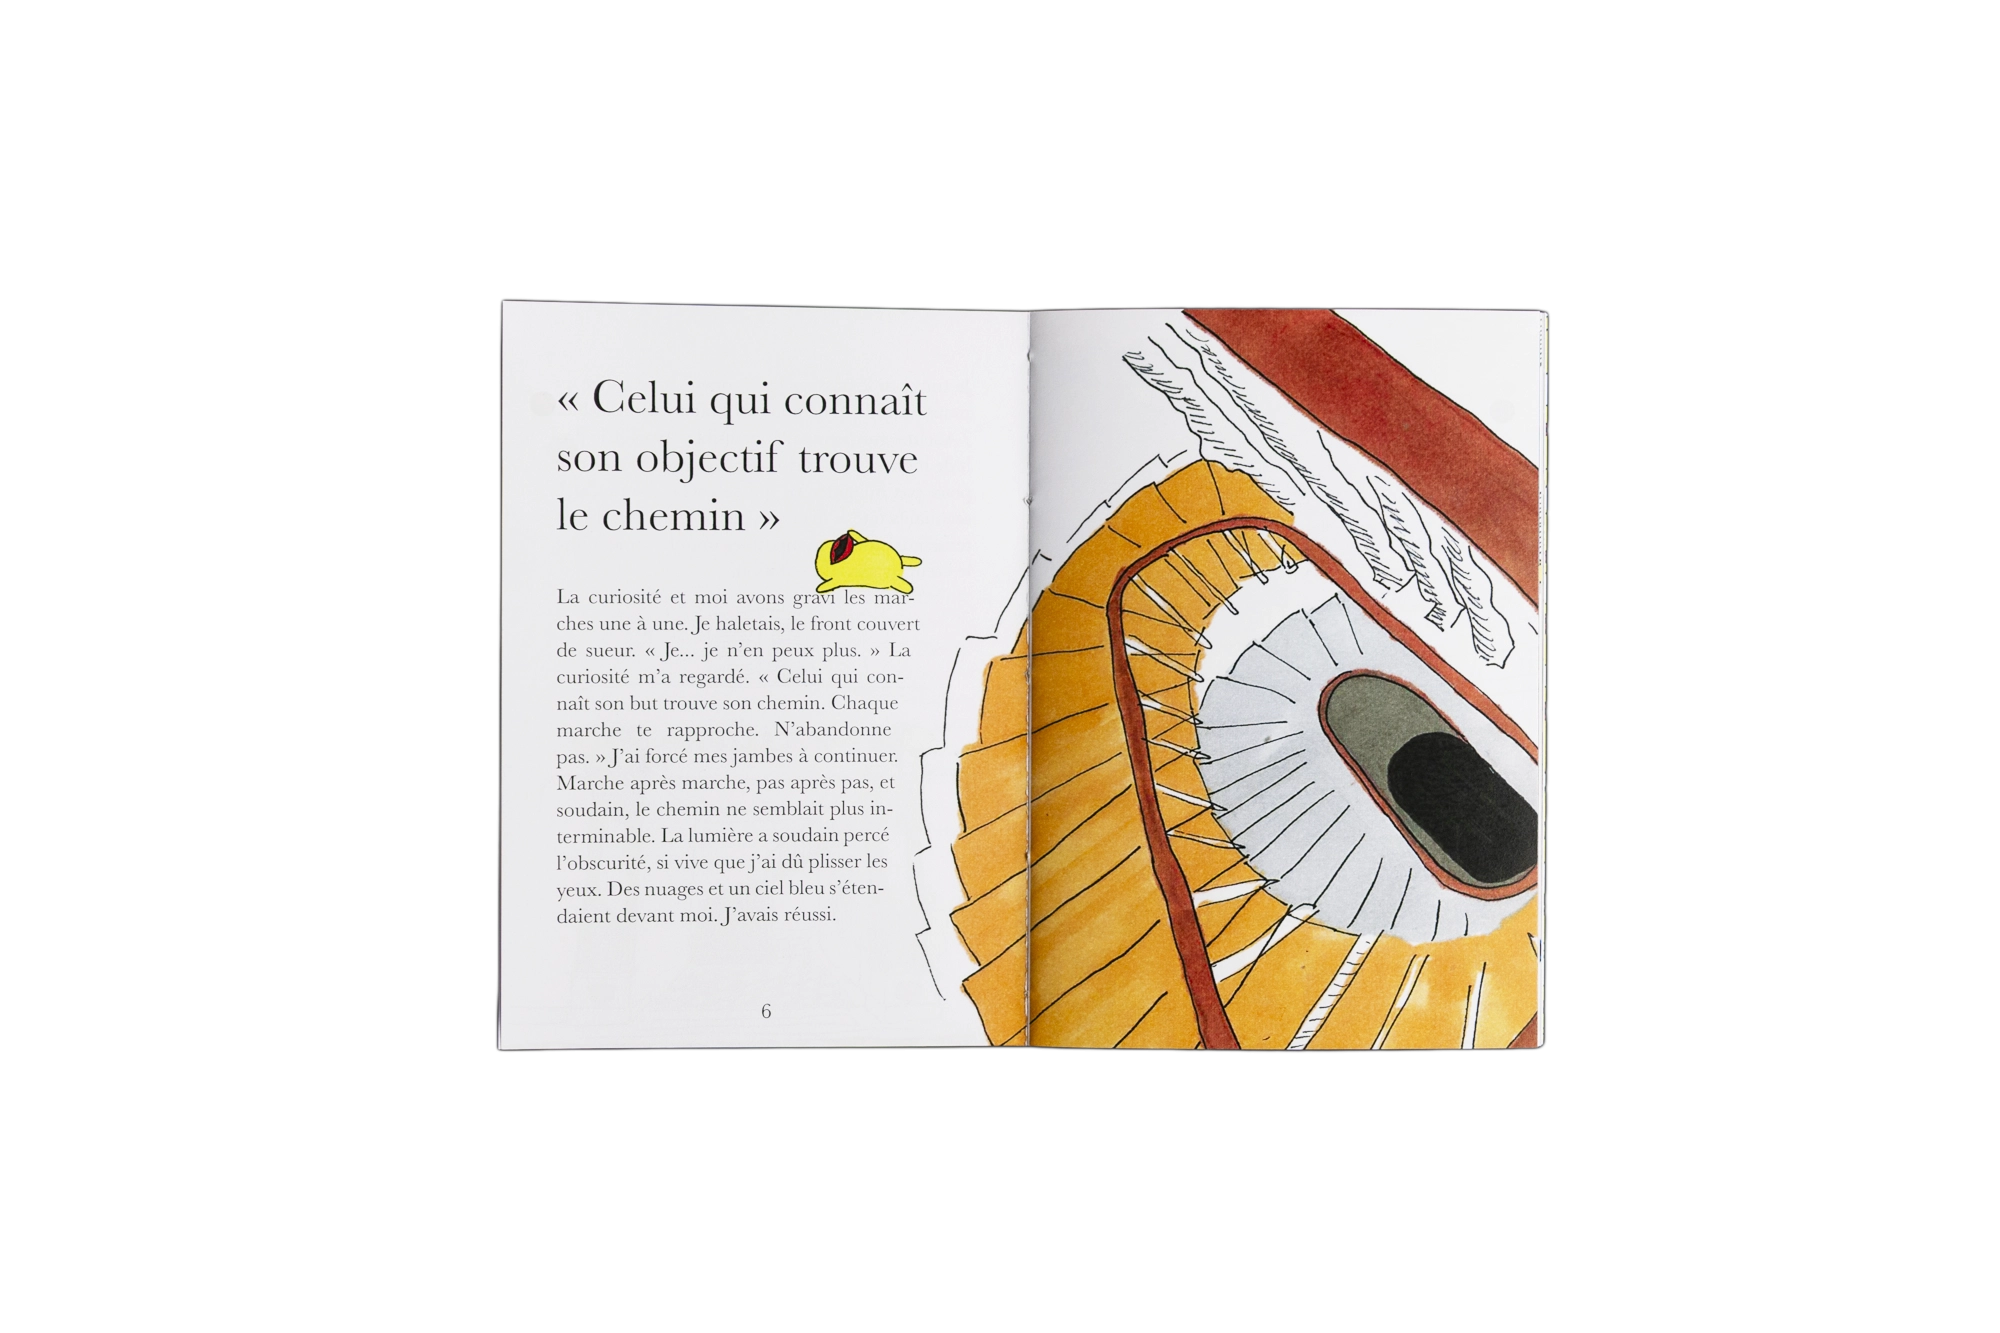 « Celui qui connaît
son objectif trouve
le chemin »
La curiosité et moi avons gravi les mar-
ches une à une. Je haletais, le front couvert
de sueur. « Je... je n’en peux plus. » La
curiosité m’a regardé. « Celui qui con-
naît son but trouve son chemin. Chaque
marche te rapproche. N’abandonne
pas. » J’ai forcé mes jambes à continuer.
Marche après marche, pas après pas, et
soudain, le chemin ne semblait plus in-
terminable. La lumière a soudain percé
l’obscurité, si vive que j’ai dû plisser les
yeux. Des nuages et un ciel bleu s’éten-
daient devant moi. J’avais réussi.
6